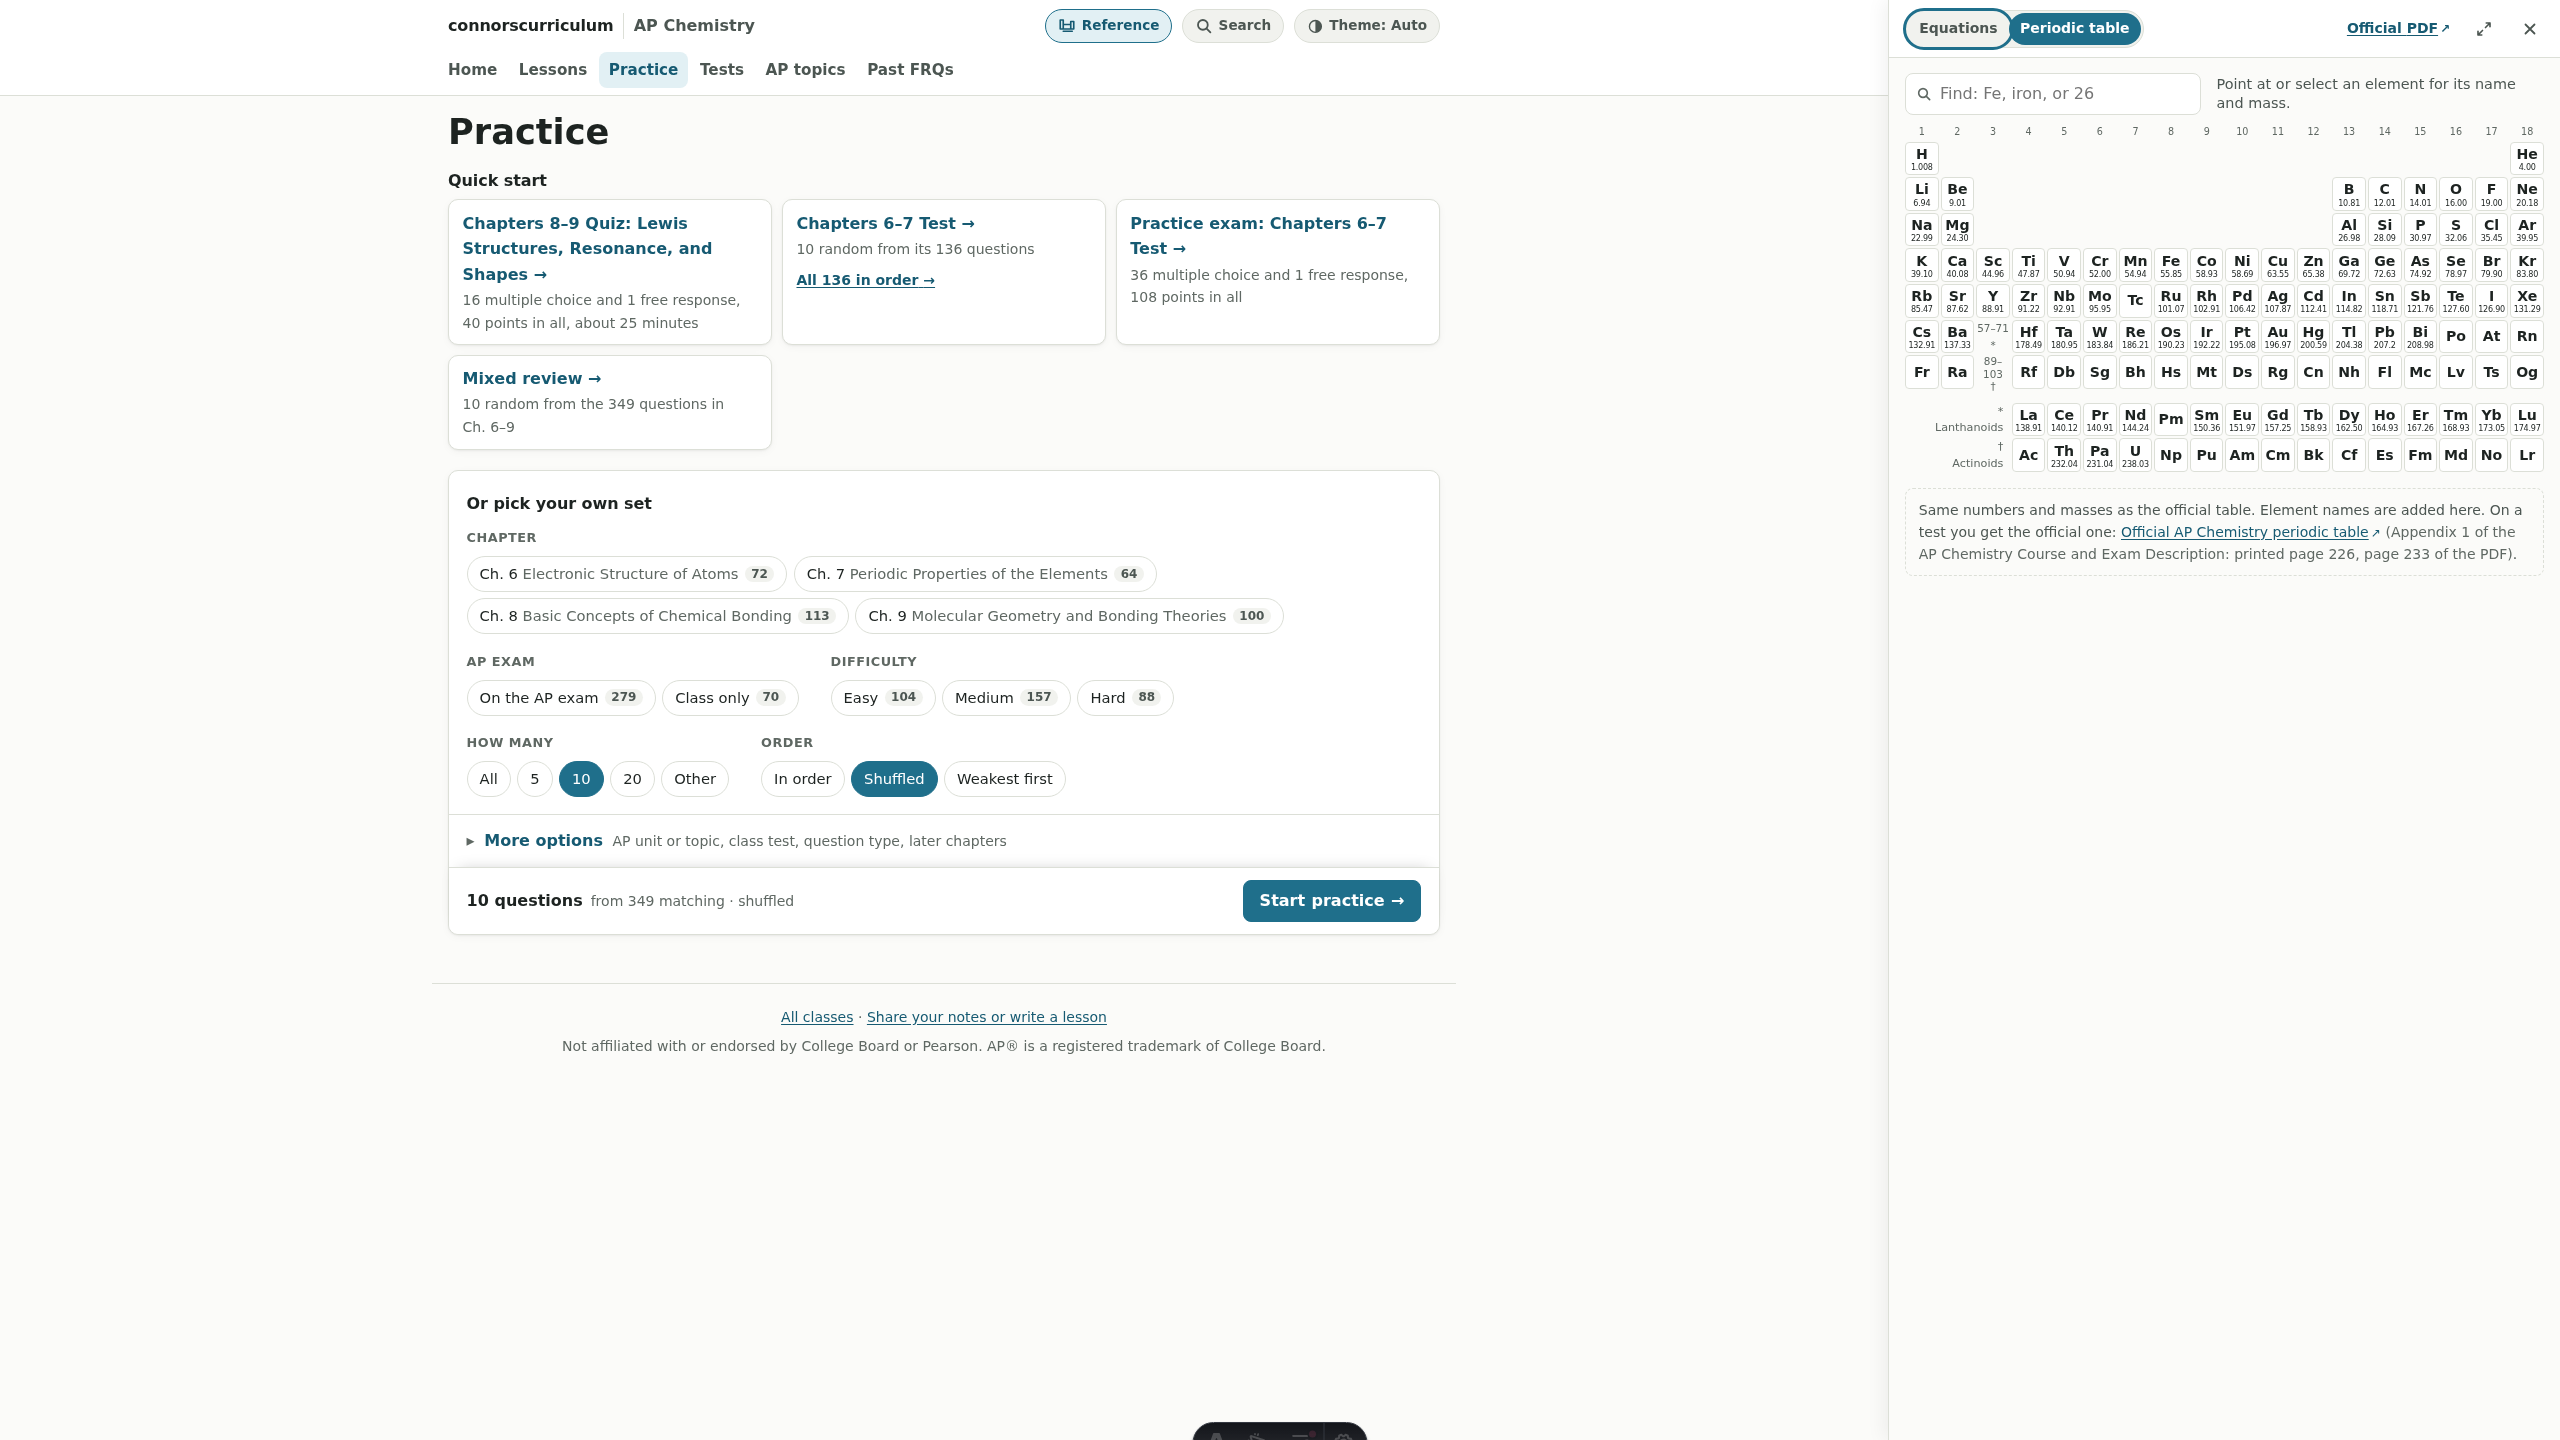 connorscurriculum AP Chemistry
Reference Search Theme: Auto
Home Lessons Practice Tests AP topics Past FRQs
Practice
Quick start
Chapters 8–9 Quiz: Lewis
Structures, Resonance, and
Shapes →
16 multiple choice and 1 free response,
40 points in all, about 25 minutes
Chapters 6–7 Test →
10 random from its 136 questions
All 136 in order →
Practice exam: Chapters 6–7
Test →
36 multiple choice and 1 free response,
108 points in all
Mixed review →
10 random from the 349 questions in
Ch. 6–9
Or pick your own set
CHAPTER
Ch. 6 Electronic Structure of Atoms 72
Ch. 7 Periodic Properties of the Elements 64
Ch. 8 Basic Concepts of Chemical Bonding 113
Ch. 9 Molecular Geometry and Bonding Theories 100
AP EXAM
On the AP exam 279 Class only 70
DIFFICULTY
Easy 104 Medium 157 Hard 88
HOW MANY
All 5 10 20 Other
ORDER
In order Shuffled Weakest first
▸ More options AP unit or topic, class test, question type, later chapters
10 questions from 349 matching · shuffled Start practice →
All classes · Share your notes or write a lesson
Not affiliated with or endorsed by College Board or Pearson. AP® is a registered trademark of College Board.
Equations Periodic table Official PDF ↗
Find: Fe, iron, or 26
Point at or select an element for its name
and mass.
1 2 3 4 5 6 7 8 9 10 11 12 13 14 15 16 17 18
H He
1.008 4.00
Li Be B C N O F Ne
6.94 9.01 10.81 12.01 14.01 16.00 19.00 20.18
Na Mg Al Si P S Cl Ar
22.99 24.30 26.98 28.09 30.97 32.06 35.45 39.95
K Ca Sc Ti V Cr Mn Fe Co Ni Cu Zn Ga Ge As Se Br Kr
39.10 40.08 44.96 47.87 50.94 52.00 54.94 55.85 58.93 58.69 63.55 65.38 69.72 72.63 74.92 78.97 79.90 83.80
Rb Sr Y Zr Nb Mo Tc Ru Rh Pd Ag Cd In Sn Sb Te I Xe
85.47 87.62 88.91 91.22 92.91 95.95 101.07 102.91 106.42 107.87 112.41 114.82 118.71 121.76 127.60 126.90 131.29
Cs Ba 57–71 Hf Ta W Re Os Ir Pt Au Hg Tl Pb Bi Po At Rn
132.91 137.33 * 178.49 180.95 183.84 186.21 190.23 192.22 195.08 196.97 200.59 204.38 207.2 208.98
Fr Ra 89–103 † Rf Db Sg Bh Hs Mt Ds Rg Cn Nh Fl Mc Lv Ts Og
* Lanthanoids La Ce Pr Nd Pm Sm Eu Gd Tb Dy Ho Er Tm Yb Lu
138.91 140.12 140.91 144.24 150.36 151.97 157.25 158.93 162.50 164.93 167.26 168.93 173.05 174.97
† Actinoids Ac Th Pa U Np Pu Am Cm Bk Cf Es Fm Md No Lr
232.04 231.04 238.03
Same numbers and masses as the official table. Element names are added here. On a
test you get the official one: Official AP Chemistry periodic table ↗ (Appendix 1 of the
AP Chemistry Course and Exam Description: printed page 226, page 233 of the PDF).